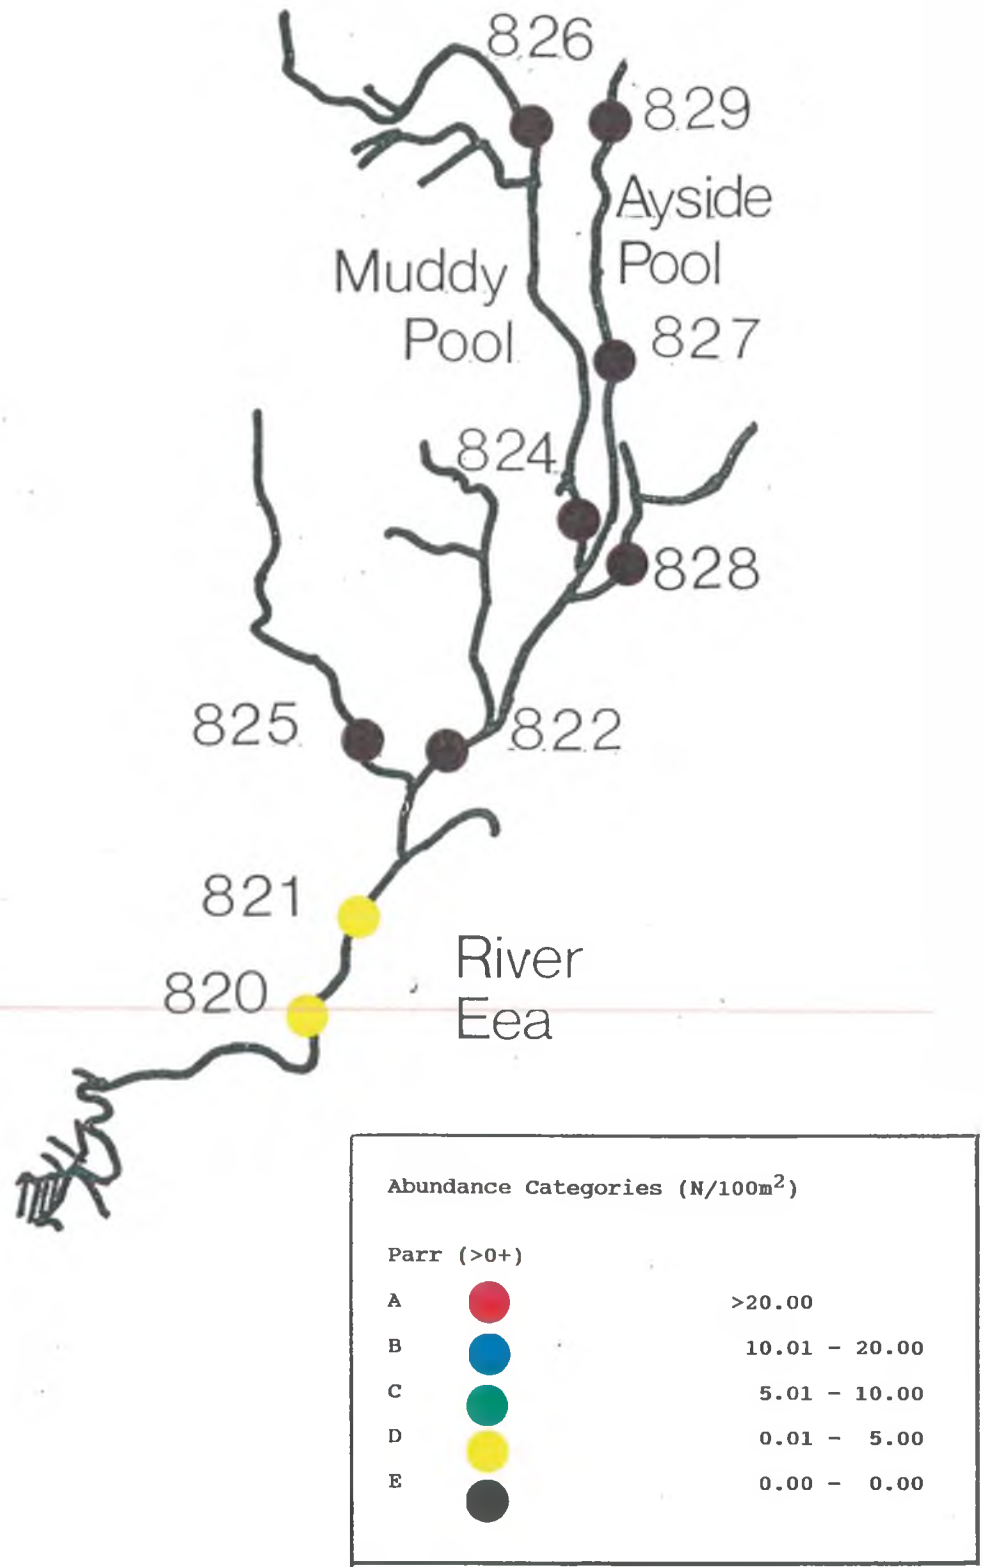 826
829
Ayside
Pool
Muddy
Pool
827
824
828
825
822
821
820
River
Eea
Abundance Categories (N/100m²)
Parr (>0+)
A >20.00
B 10.01 - 20.00
C 5.01 - 10.00
D 0.01 - 5.00
E 0.00 - 0.00